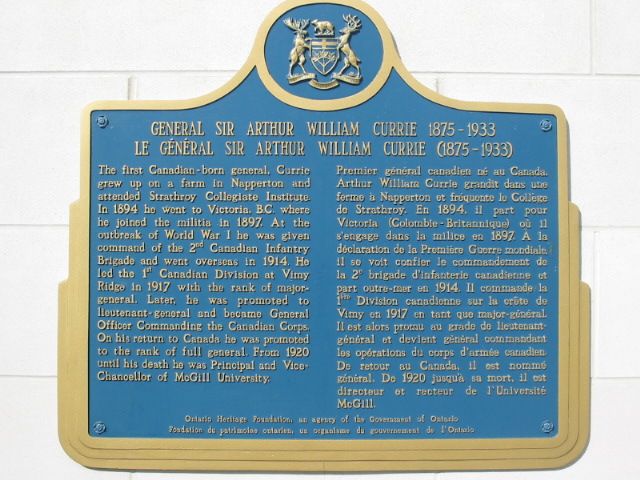 GENERAL SIR ARTHUR WILLIAM CURRIE 1875-1933
LE GÉNÉRAL SIR ARTHUR WILLIAM CURRIE (1875-1933)
The first Canadian-born general, Currie
grew up on a farm in Napperton and
attended Strathroy Collegiate Institute.
In 1894 he went to Victoria, B.C. where
he joined the militia in 1897. At the
outbreak of World War I he was given
command of the 2nd Canadian Infantry
Brigade and went overseas in 1914. He
led the 1st Canadian Division at Vimy
Ridge in 1917 with the rank of major-
general. Later, he was promoted to
lieutenant-general and became General
Officer Commanding the Canadian Corps.
On his return to Canada he was promoted
to the rank of full general. From 1920
until his death he was Principal and Vice-
Chancellor of McGill University.
Premier général canadien né au Canada,
Arthur William Currie grandit dans une
ferme à Napperton et fréquente le Collège
de Strathroy. En 1894, il part pour
Victoria (Colombie-Britannique) où il
s'engage dans la milice en 1897. A la
déclaration de la Première Guerre mondiale,
il se voit confier le commandement de
la 2e brigade d'infanterie canadienne et
part outre-mer en 1914. Il commande la
1ère Division canadienne sur la crête de
Vimy en 1917 en tant que major-général.
Il est alors promu au grade de lieutenant-
général et devient général commandant
les opérations du corps d'armée canadien.
De retour au Canada, il est nommé
général. De 1920 jusqu'à sa mort, il est
directeur et recteur de l'Université
McGill.
Ontario Heritage Foundation, an agency of the Government of Ontario
Fondation du patrimoine ontarien, un organisme du gouvernement de l'Ontario